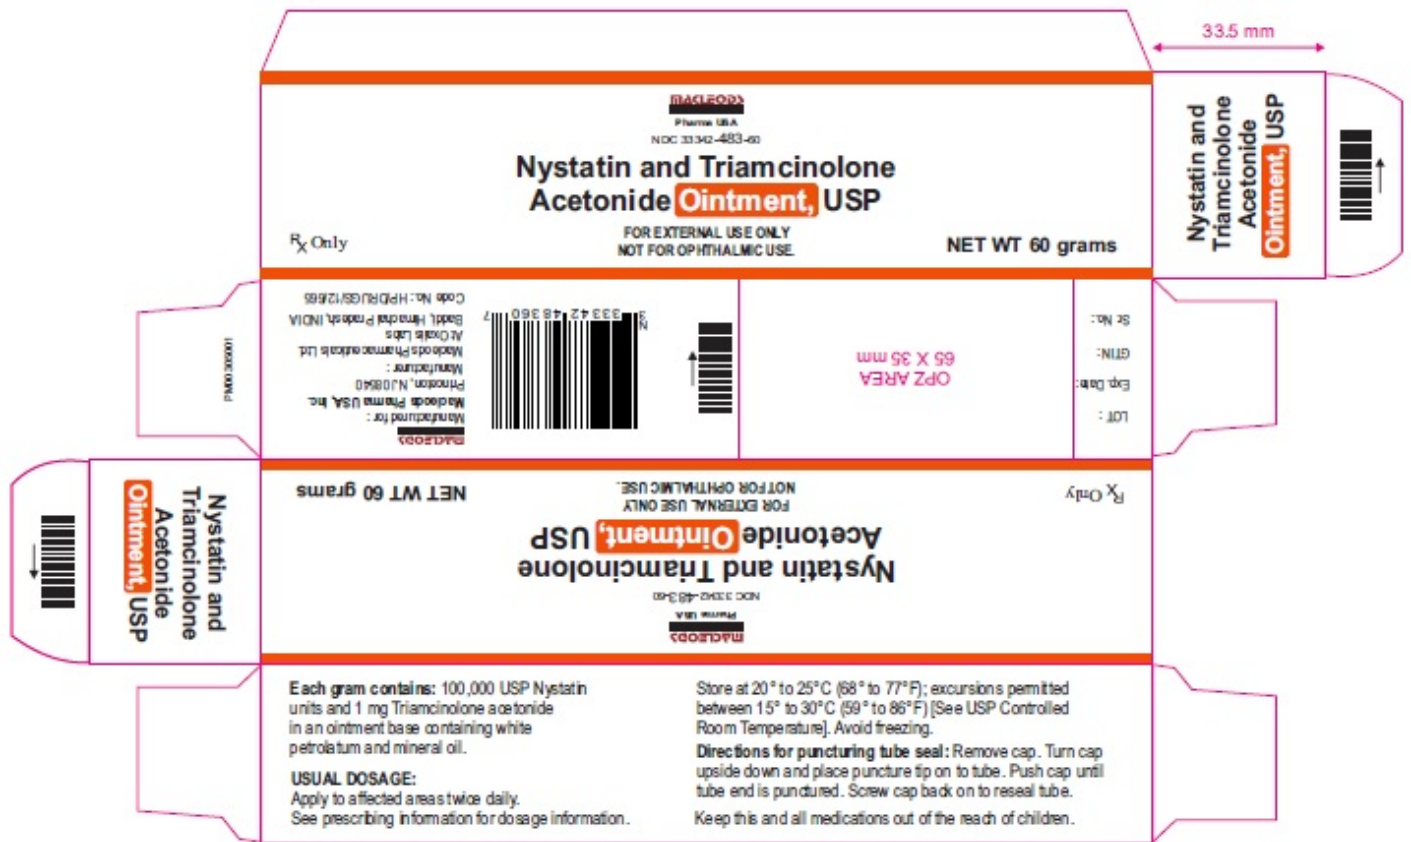 33.5 mm
MACLEODS
Pharma USA
NDC 33342-483-60
Nystatin and Triamcinolone
Acetonide Ointment, USP
FOR EXTERNAL USE ONLY
NOT FOR OPHTHALMIC USE.
Rx Only
NET WT 60 grams
Nystatin and
Triamcinolone
Acetonide
Ointment, USP
PM00305001
MACLEODS
Manufactured for :
Macleods Pharma USA, Inc.
Princeton, NJ 08540
Manufacturer :
Macleods Pharmaceuticals Ltd.
At Oxalis Labs
Baddi, Himachal Pradesh, INDIA
Code No.: HP/DRUGS/12/665
N3 33342 48360 7
OPZ AREA
65 X 35 mm
LOT :
Exp. Date:
GTIN:
Sr. No.:
Nystatin and
Triamcinolone
Acetonide
Ointment, USP
MACLEODS
Pharma USA
NDC 33342-483-60
Nystatin and Triamcinolone
Acetonide Ointment, USP
FOR EXTERNAL USE ONLY
NOT FOR OPHTHALMIC USE.
Rx Only
NET WT 60 grams
Each gram contains: 100,000 USP Nystatin
units and 1 mg Triamcinolone acetonide
in an ointment base containing white
petrolatum and mineral oil.
USUAL DOSAGE:
Apply to affected areas twice daily.
See prescribing information for dosage information.
Store at 20° to 25°C (68° to 77°F); excursions permitted
between 15° to 30°C (59° to 86°F) [See USP Controlled
Room Temperature]. Avoid freezing.
Directions for puncturing tube seal: Remove cap. Turn cap
upside down and place puncture tip on to tube. Push cap until
tube end is punctured. Screw cap back on to reseal tube.
Keep this and all medications out of the reach of children.